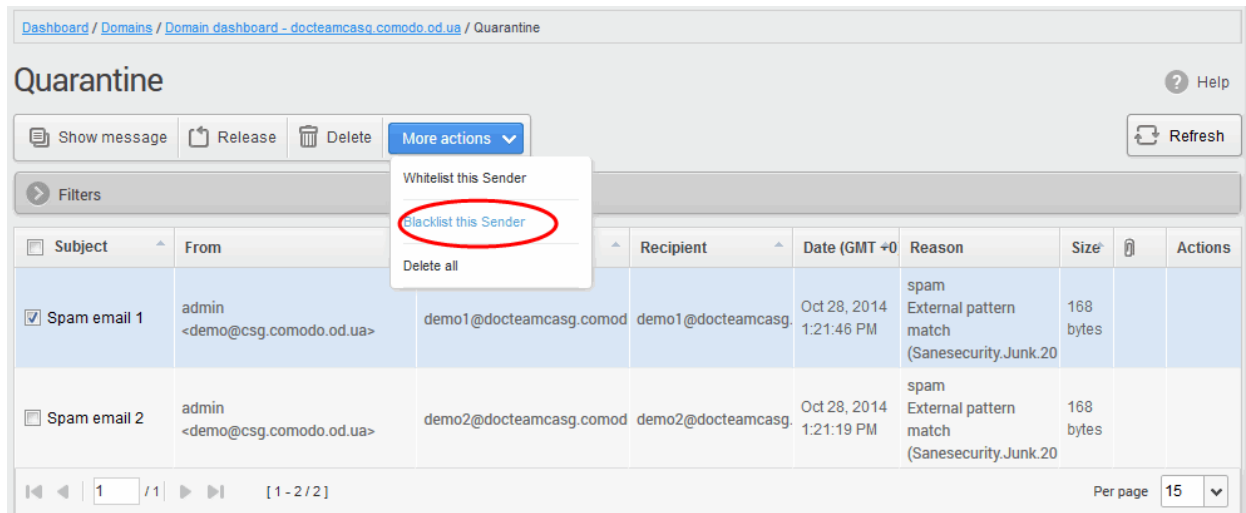 Dashboard / Domains / Domain dashboard - docteamcasg.comodo.od.ua / Quarantine
Quarantine
Help
Show message
Release
Delete
More actions
Refresh
Whitelist this Sender
Blacklist this Sender
Delete all
Filters
Subject
From
Recipient
Date (GMT +0
Reason
Size
Actions
Spam email 1
admin
<demo@csg.comodo.od.ua>
demo1@docteamcasg.comod
demo1@docteamcasg.
Oct 28, 2014
1:21:46 PM
spam
External pattern
match
(Sanesecurity.Junk.20
168
bytes
Spam email 2
admin
<demo@csg.comodo.od.ua>
demo2@docteamcasg.comod
demo2@docteamcasg.
Oct 28, 2014
1:21:19 PM
spam
External pattern
match
(Sanesecurity.Junk.20
168
bytes
1 / 1
[ 1 - 2 / 2 ]
Per page 15